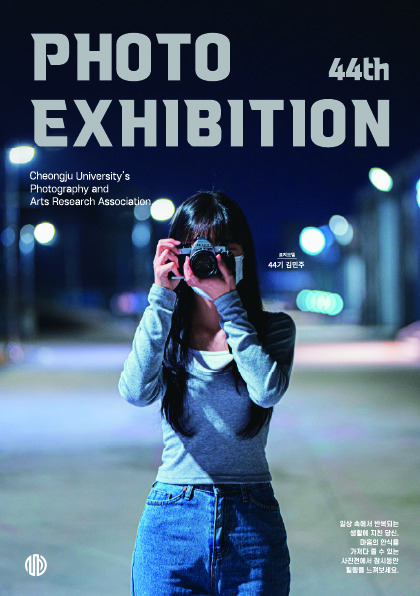 PHOTO
44th
EXHIBITION
Cheongju University's
Photography and
Arts Research Association
표지모델
44기 김민주
일상 속에서 반복되는
생활에 지친 당신,
마음의 안식을
가져다 줄 수 있는
사진전에서 잠시동안
힐링을 느껴보세요.